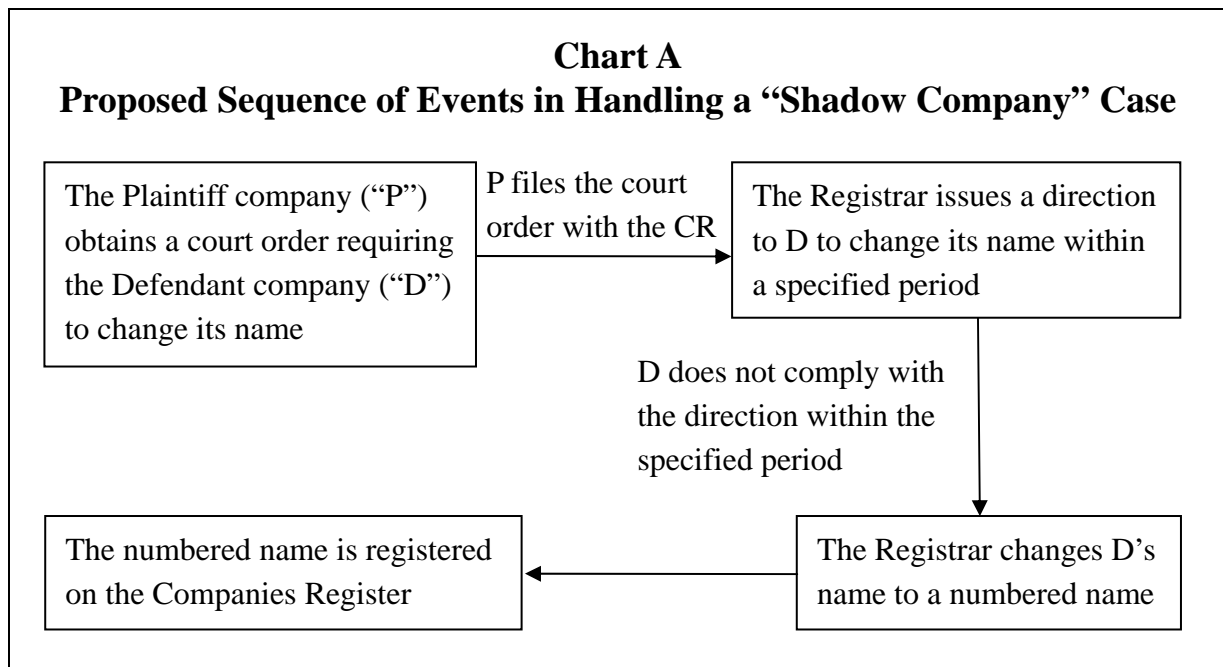 Chart A
Proposed Sequence of Events in Handling a “Shadow Company” Case
The Plaintiff company (“P”)
obtains a court order requiring
the Defendant company (“D”)
to change its name
P files the court
order with the CR
The Registrar issues a direction
to D to change its name within
a specified period
D does not comply with
the direction within the
specified period
The Registrar changes D’s
name to a numbered name
The numbered name is registered
on the Companies Register